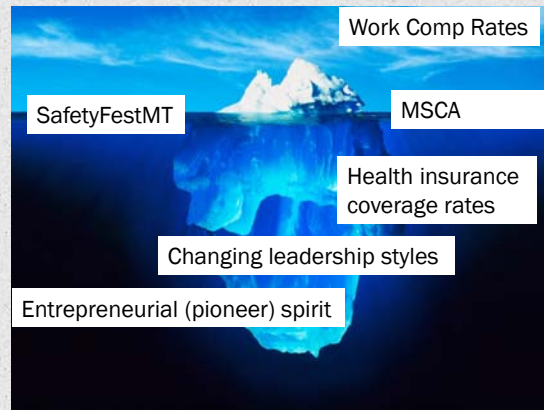 Work Comp Rates
SafetyFestMT
MSCA
Health insurance
coverage rates
Changing leadership styles
Entrepreneurial (pioneer) spirit